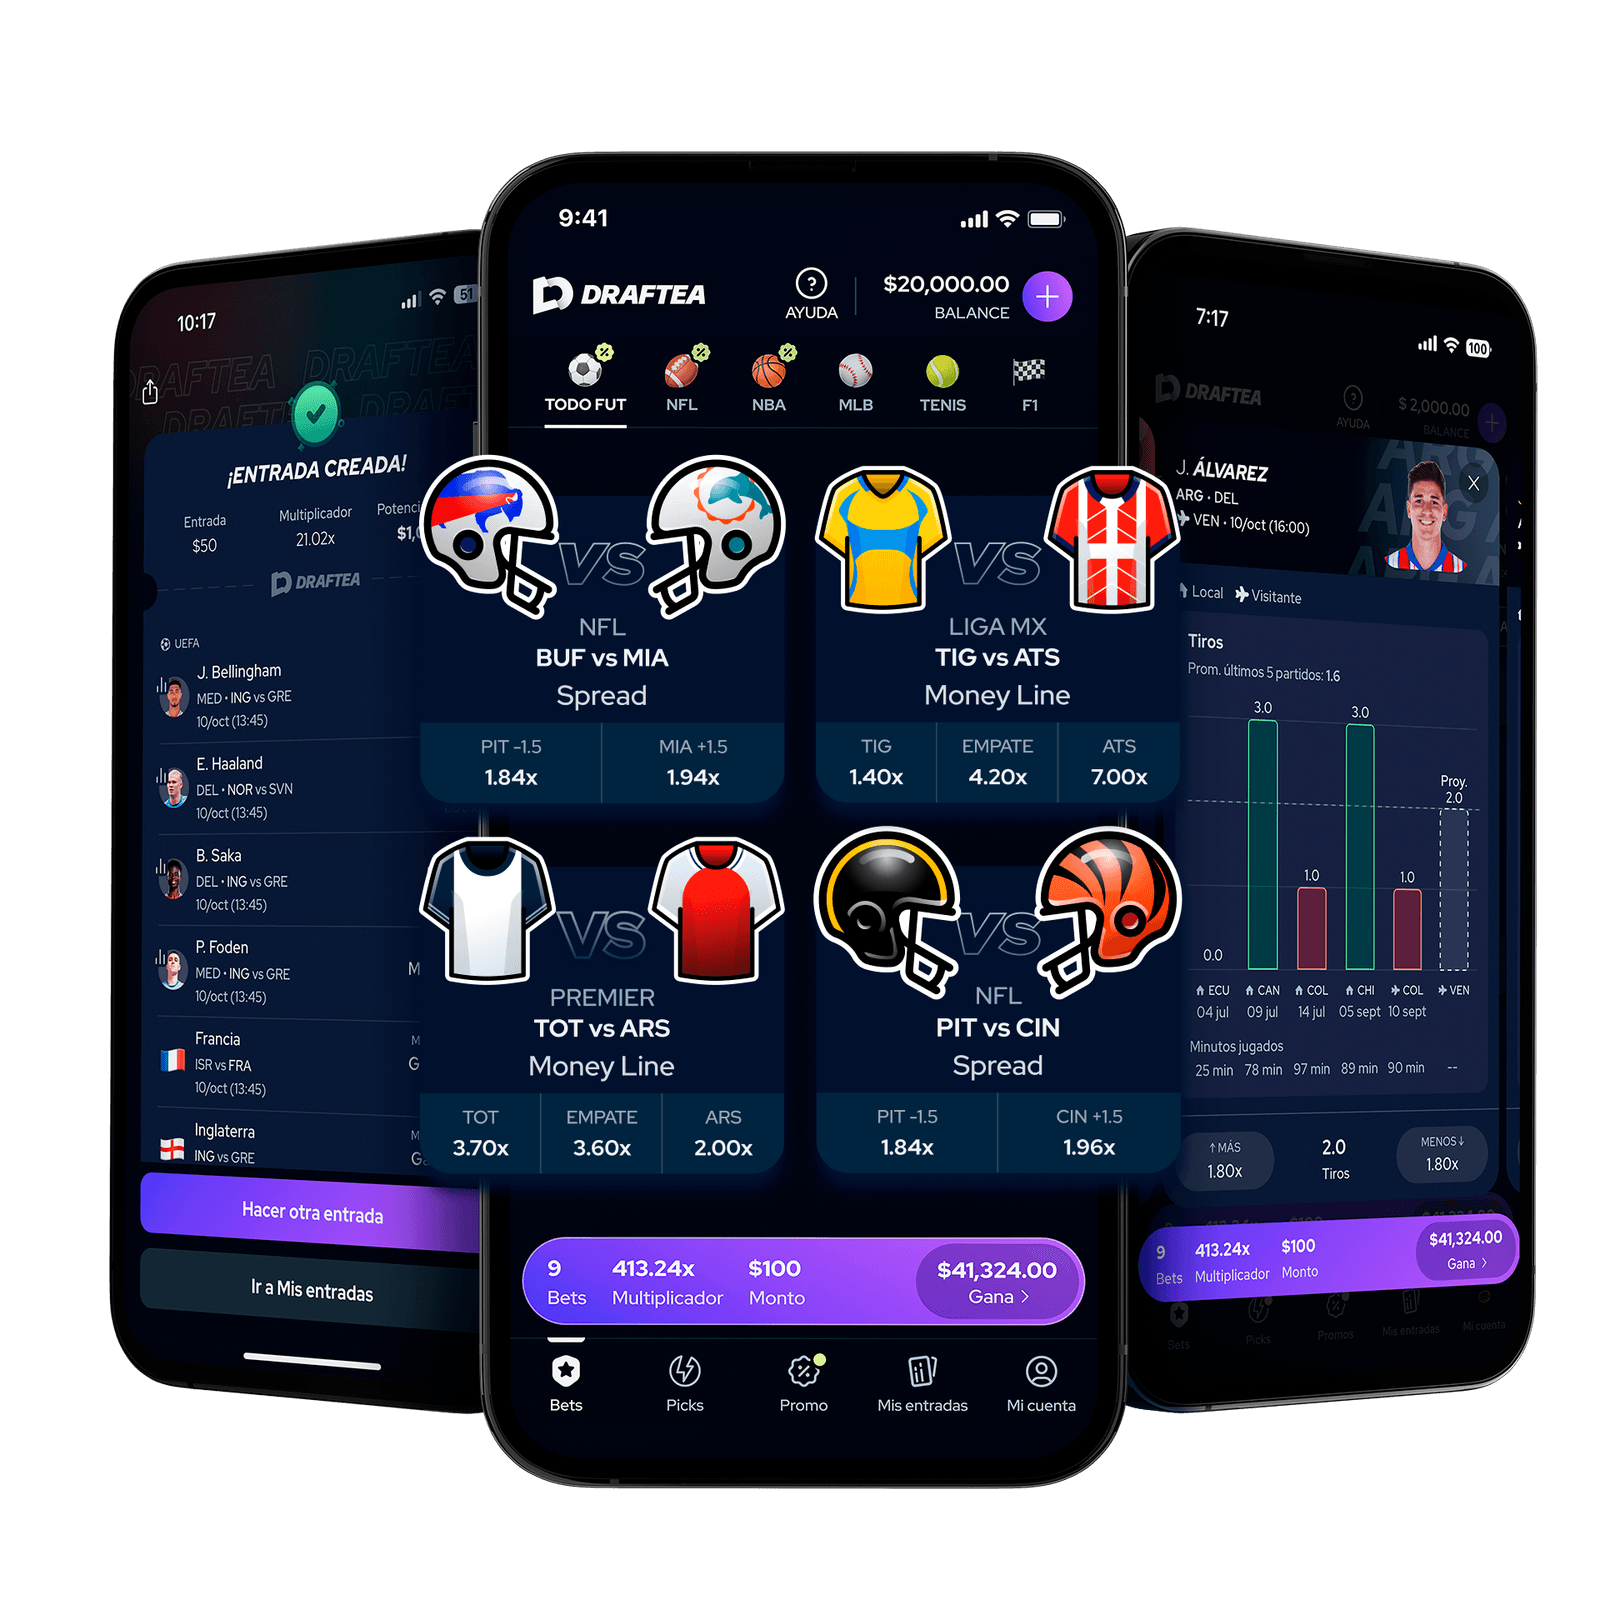 10:17
51
¡ENTRADA CREADA!
Entrada
Multiplicador
$50
21.02x
DRAFTEA
UEFA
J. Bellingham
MED • ING vs GRE
10/oct (13:45)
E. Haaland
DEL • NOR vs SVN
10/oct (13:45)
B. Saka
DEL • ING vs GRE
10/oct (13:45)
P. Foden
MED • ING vs GRE
10/oct (13:45)
Francia
ISR vs FRA
10/oct (13:45)
Inglaterra
ING vs GRE
Hacer otra entrada
Ir a Mis entradas
9:41
DRAFTEA
AYUDA
$20,000.00
BALANCE
TODO FUT
NFL
NBA
MLB
TENIS
F1
VS
NFL
BUF vs MIA
Spread
PIT -1.5
1.84x
MIA +1.5
1.94x
VS
LIGA MX
TIG vs ATS
Money Line
TIG
1.40x
EMPATE
4.20x
ATS
7.00x
VS
PREMIER
TOT vs ARS
Money Line
TOT
3.70x
EMPATE
3.60x
ARS
2.00x
VS
NFL
PIT vs CIN
Spread
PIT -1.5
1.84x
CIN +1.5
1.96x
9
Bets
413.24x
Multiplicador
$100
Monto
$41,324.00
Gana
Bets
Picks
Promo
Mis entradas
Mi cuenta
7:17
100
DRAFTEA
AYUDA
$ 2,000.00
BALANCE
J. ÁLVAREZ
ARG • DEL
VEN • 10/oct (16:00)
Local
Visitante
Tiros
Prom. últimos 5 partidos: 1.6
3.0
3.0
Proy.
2.0
1.0
1.0
0.0
ECU
CAN
COL
CHI
COL
VEN
04 jul
09 jul
14 jul
05 sept
10 sept
Minutos jugados
25 min
78 min
97 min
89 min
90 min
--
MÁS
1.80x
2.0
Tiros
MENOS
1.80x
9
Bets
413.24x
Multiplicador
$100
Monto
$41,324.00
Gana
Bets
Picks
Promos
Mis entradas
Mi cuenta